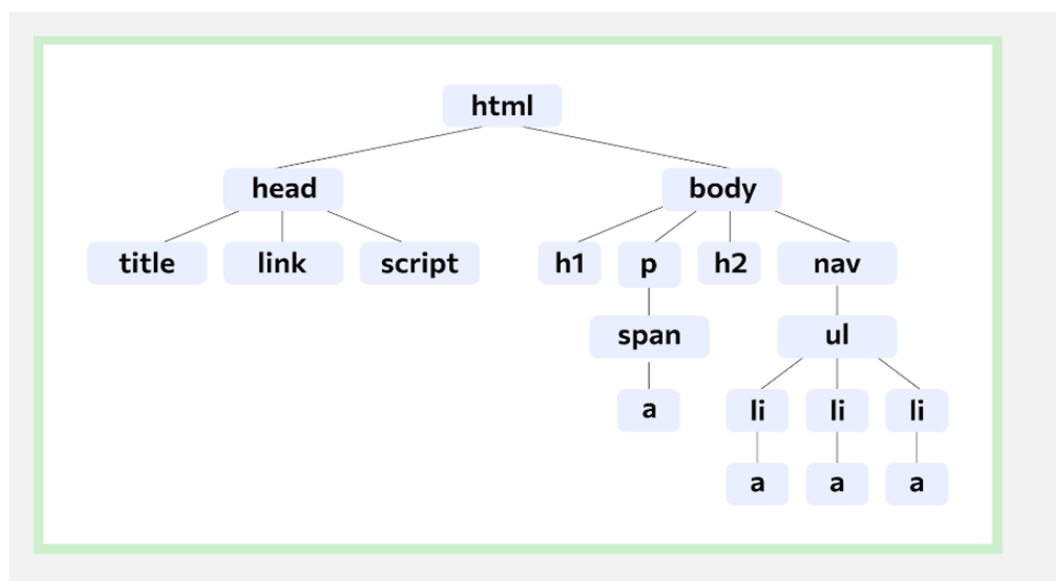 html
head body
title link script h1 p h2 nav
span ul
a li li li
a a a